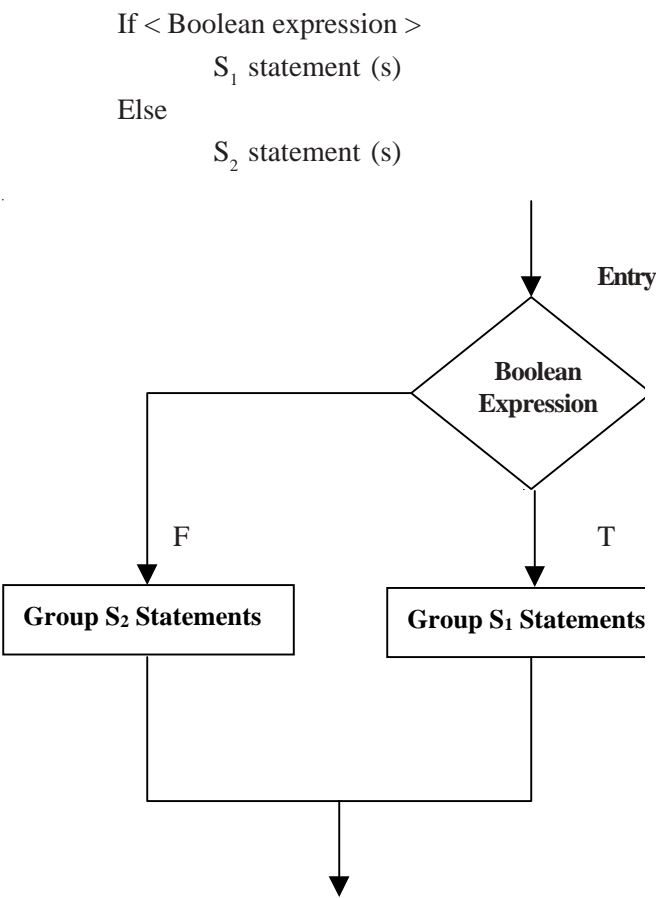 If < Boolean expression >
S₁ statement (s)
Else
S₂ statement (s)
Entry
Boolean
Expression
F
T
Group S₂ Statements
Group S₁ Statements